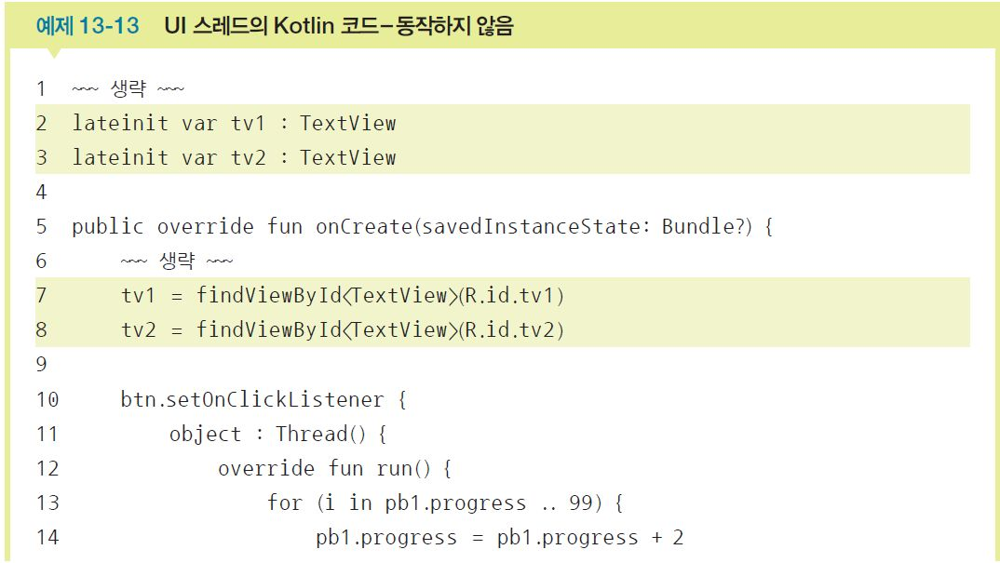 예제 13-13 UI 스레드의 Kotlin 코드-동작하지 않음
1 ~~~ 생략 ~~~
2 lateinit var tv1 : TextView
3 lateinit var tv2 : TextView
4
5 public override fun onCreate(savedInstanceState: Bundle?) {
6 ~~~ 생략 ~~~
7 tv1 = findViewById<TextView>(R.id.tv1)
8 tv2 = findViewById<TextView>(R.id.tv2)
9
10 btn.setOnClickListener {
11 object : Thread() {
12 override fun run() {
13 for (i in pb1.progress .. 99) {
14 pb1.progress = pb1.progress + 2